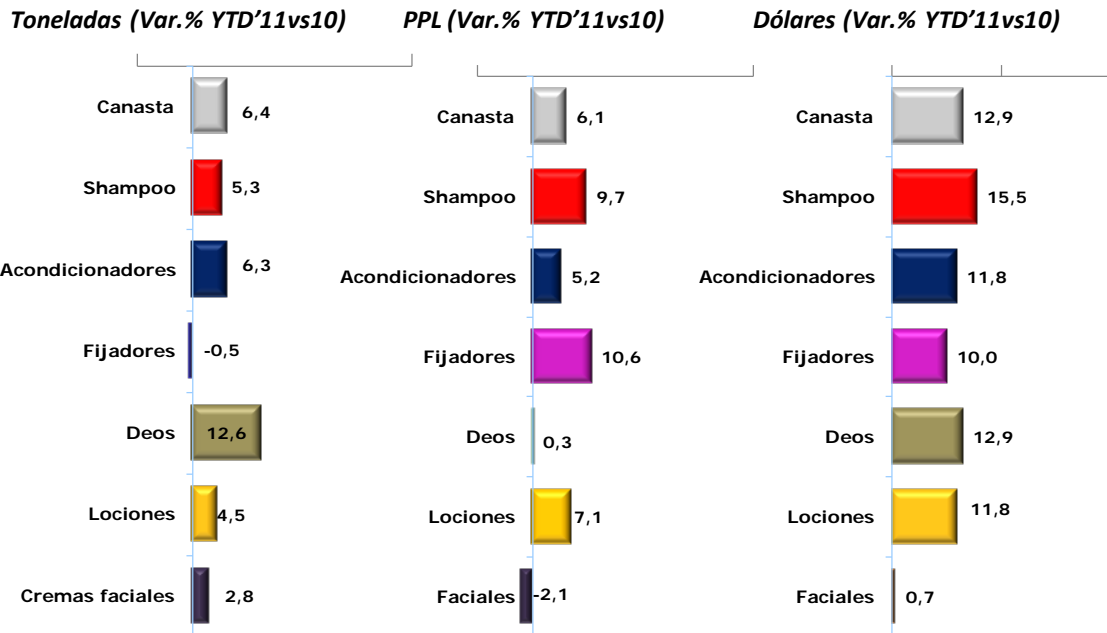 Toneladas (Var.% YTD'11vs10)
Canasta 6,4
Shampoo 5,3
Acondicionadores 6,3
Fijadores -0,5
Deos 12,6
Lociones 4,5
Cremas faciales 2,8
PPL (Var.% YTD'11vs10)
Canasta 6,1
Shampoo 9,7
Acondicionadores 5,2
Fijadores 10,6
Deos 0,3
Lociones 7,1
Faciales -2,1
Dólares (Var.% YTD'11vs10)
Canasta 12,9
Shampoo 15,5
Acondicionadores 11,8
Fijadores 10,0
Deos 12,9
Lociones 11,8
Faciales 0,7